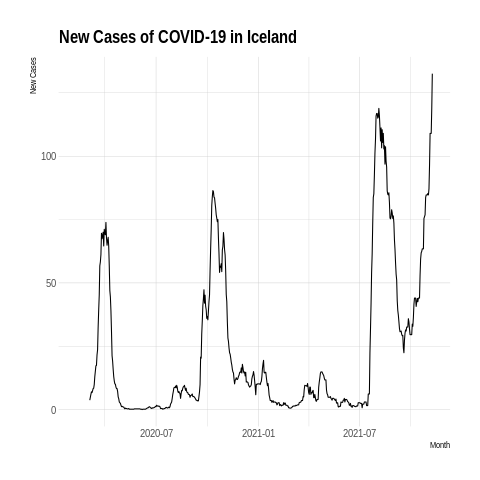 New Cases of COVID-19 in Iceland
New Cases
100
50
0
2020-07
2021-01
2021-07
Month